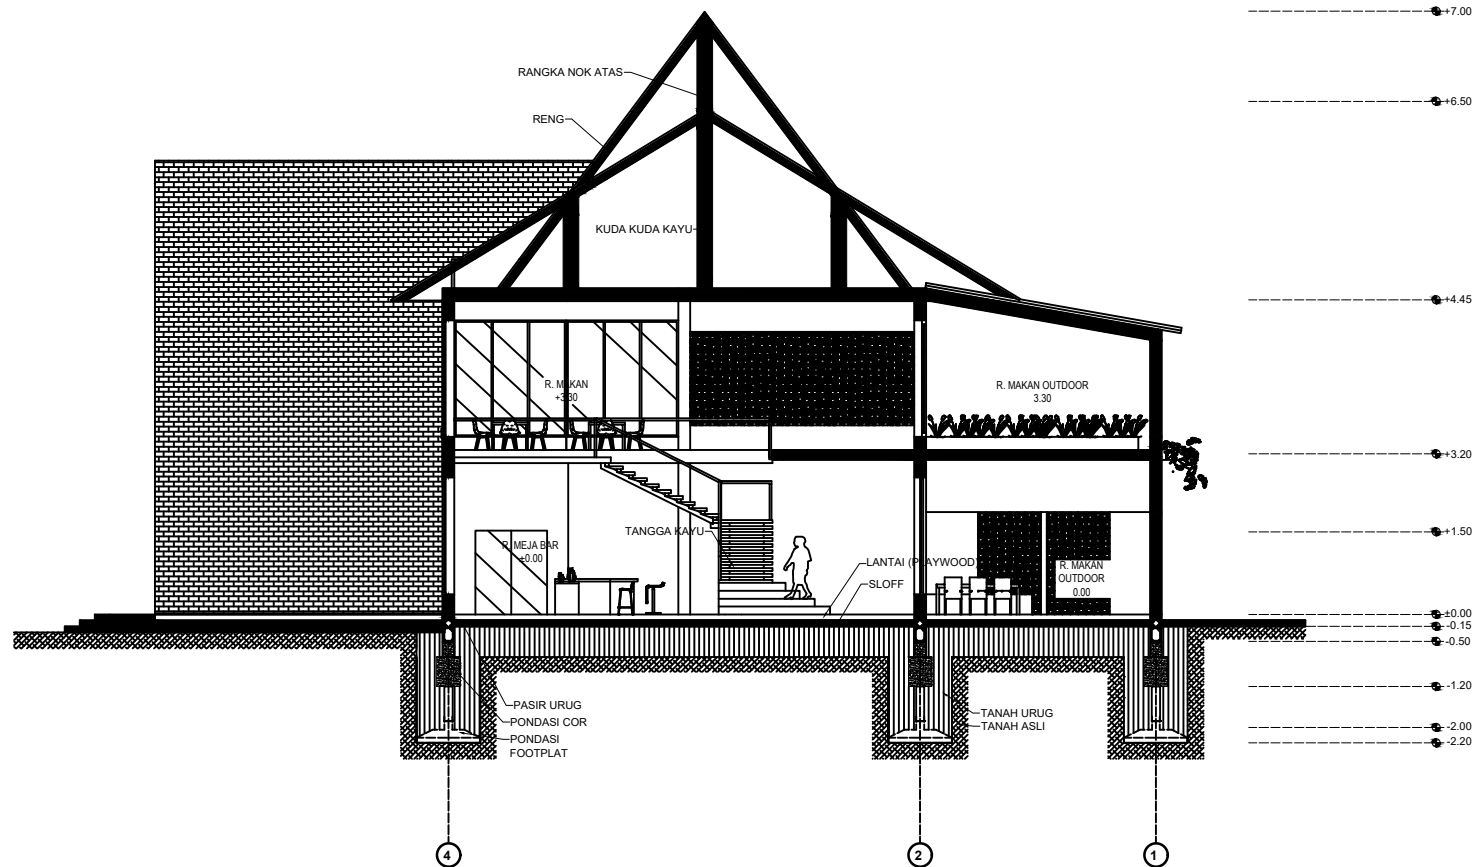 +7.00
RANGKA NOK ATAS
+6.50
RENG
KUDA KUDA KAYU
+4.45
R. MAKAN
+3.30
R. MAKAN OUTDOOR
3.30
+3.20
TANGGA KAYU
+1.50
R. MEJA BAR
±0.00
LANTAI (PLAYWOOD)
R. MAKAN
OUTDOOR
0.00
SLOFF
±0.00
-0.15
-0.50
-1.20
PASIR URUG
PONDASI COR
PONDASI
FOOTPLAT
TANAH URUG
TANAH ASLI
-2.00
-2.20
4
2
1